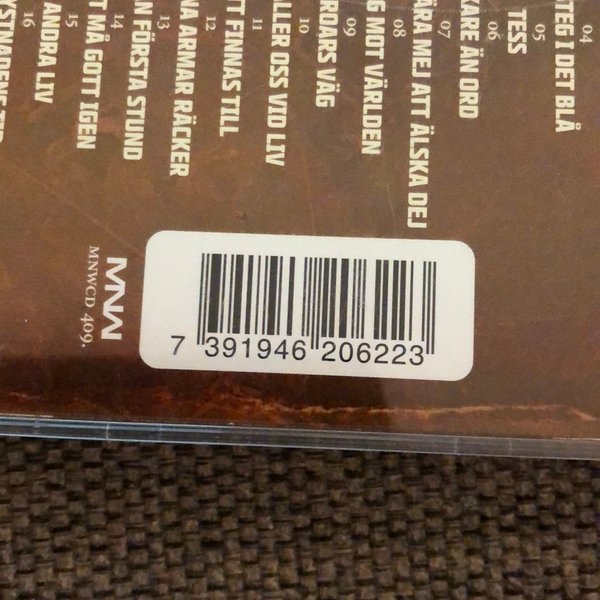 04
TEG I DET BLÅ
05
TESS
06
KARE ÄN ORD
07
ÄRA MEJ ATT ÄLSKA DEJ
08
G MOT VÄRLDEN
09
ROARS VÄG
10
ALLER OSS VID LIV
11
T FINNAS TILL
12
NA ARMAR RÄCKER
13
N FÖRSTA STUND
14
T MÅ GOTT IGEN
15
ANDRA LIV
16
MNW
MNWCD 409.
7 391946 206223